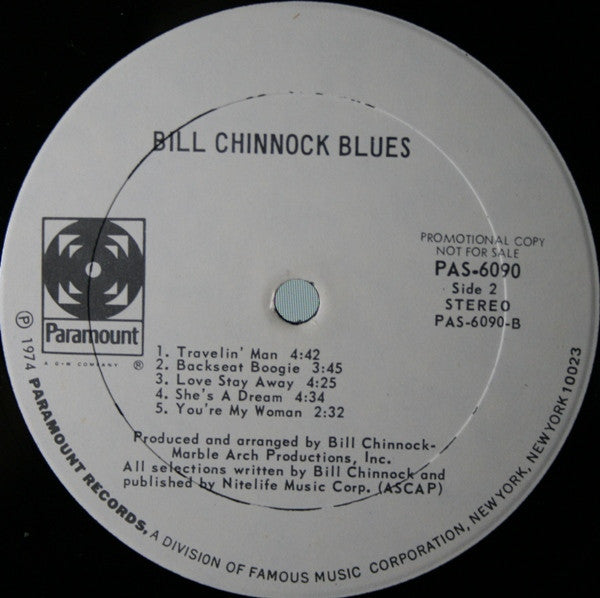 BILL CHINNOCK BLUES
PROMOTIONAL COPY
NOT FOR SALE
PAS-6090
Side 2
STEREO
PAS-6090-B
Paramount
A G+W COMPANY ®
1. Travelin' Man 4:42
2. Backseat Boogie 3:45
3. Love Stay Away 4:25
4. She's A Dream 4:34
5. You're My Woman 2:32
Produced and arranged by Bill Chinnock-
Marble Arch Productions, Inc.
All selections written by Bill Chinnock and
published by Nitelife Music Corp. (ASCAP)
℗ 1974 PARAMOUNT RECORDS, A DIVISION OF FAMOUS MUSIC CORPORATION, NEW YORK, NEW YORK 10023